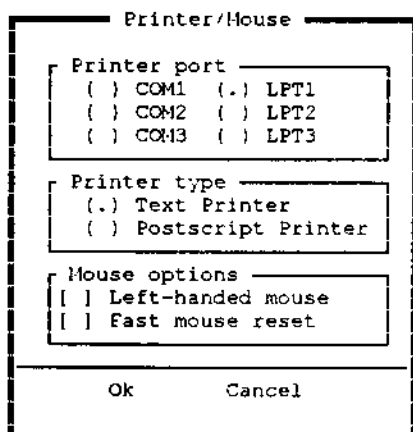 Printer/Mouse
Printer port
( ) COM1 (.) LPT1
( ) COM2 ( ) LPT2
( ) COM3 ( ) LPT3
Printer type
(.) Text Printer
( ) Postscript Printer
Mouse options
[ ] Left-handed mouse
[ ] Fast mouse reset
Ok Cancel